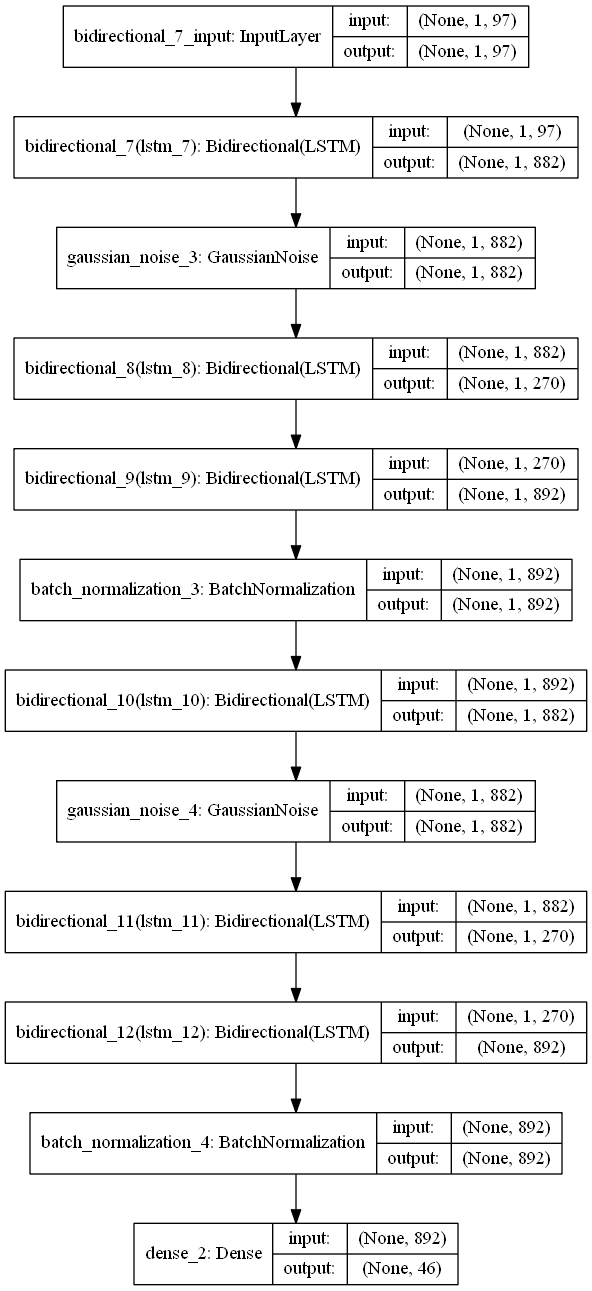 bidirectional_7_input: InputLayer input: (None, 1, 97)
output: (None, 1, 97)
bidirectional_7(lstm_7): Bidirectional(LSTM) input: (None, 1, 97)
output: (None, 1, 882)
gaussian_noise_3: GaussianNoise input: (None, 1, 882)
output: (None, 1, 882)
bidirectional_8(lstm_8): Bidirectional(LSTM) input: (None, 1, 882)
output: (None, 1, 270)
bidirectional_9(lstm_9): Bidirectional(LSTM) input: (None, 1, 270)
output: (None, 1, 892)
batch_normalization_3: BatchNormalization input: (None, 1, 892)
output: (None, 1, 892)
bidirectional_10(lstm_10): Bidirectional(LSTM) input: (None, 1, 892)
output: (None, 1, 882)
gaussian_noise_4: GaussianNoise input: (None, 1, 882)
output: (None, 1, 882)
bidirectional_11(lstm_11): Bidirectional(LSTM) input: (None, 1, 882)
output: (None, 1, 270)
bidirectional_12(lstm_12): Bidirectional(LSTM) input: (None, 1, 270)
output: (None, 892)
batch_normalization_4: BatchNormalization input: (None, 892)
output: (None, 892)
dense_2: Dense input: (None, 892)
output: (None, 46)